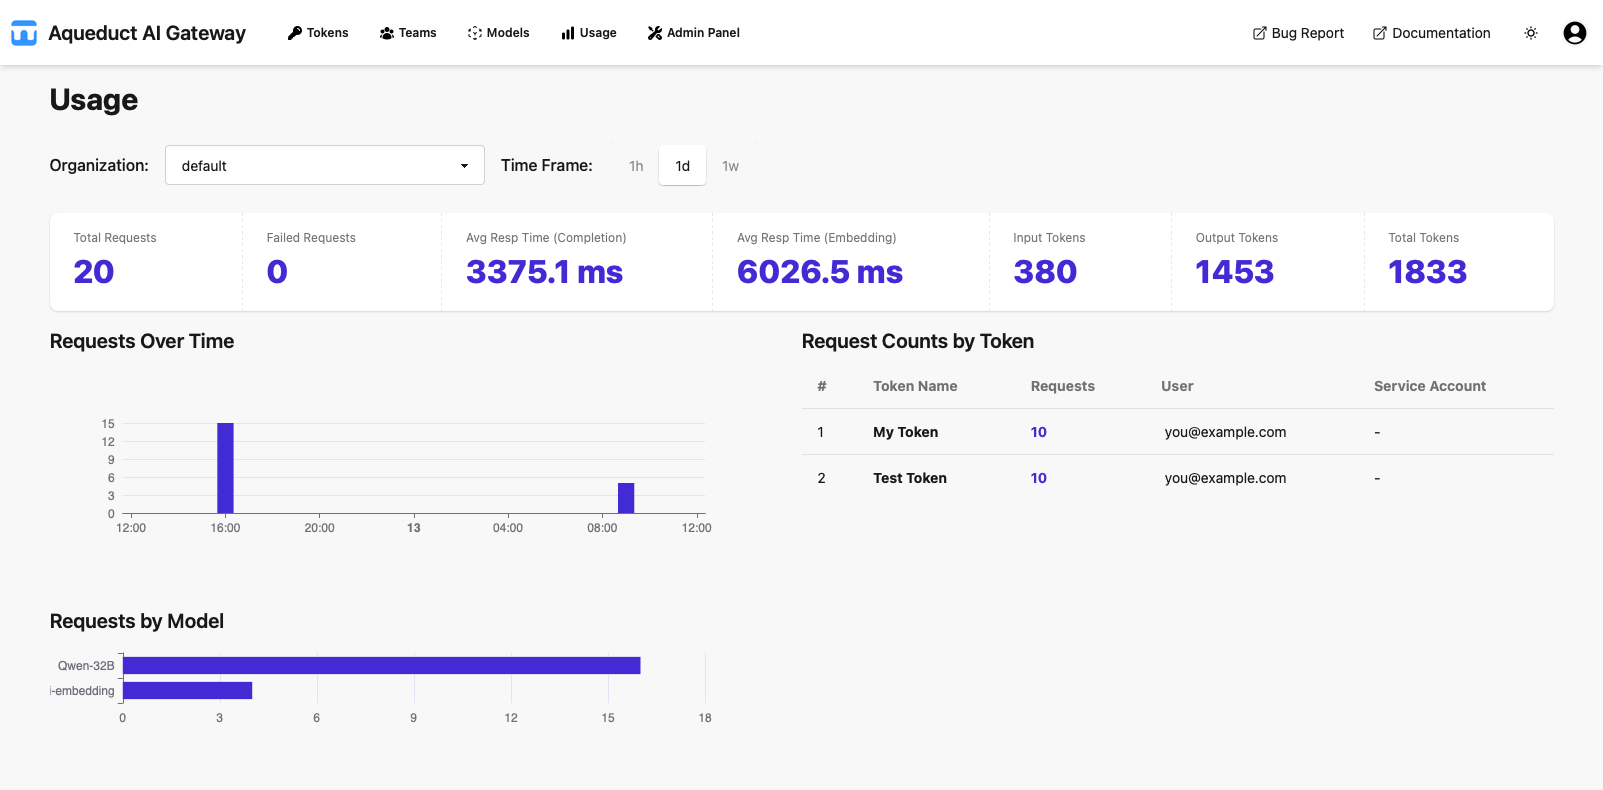 Aqueduct AI Gateway
Tokens
Teams
Models
Usage
Admin Panel
Bug Report
Documentation
Usage
Organization:
default
Time Frame:
1h
1d
1w
Total Requests
20
Failed Requests
0
Avg Resp Time (Completion)
3375.1 ms
Avg Resp Time (Embedding)
6026.5 ms
Input Tokens
380
Output Tokens
1453
Total Tokens
1833
Requests Over Time
15
12
9
6
3
0
12:00 16:00 20:00 13 04:00 08:00 12:00
Requests by Model
Qwen-32B
i-embedding
0 3 6 9 12 15 18
Request Counts by Token
# Token Name Requests User Service Account
1 My Token 10 you@example.com -
2 Test Token 10 you@example.com -